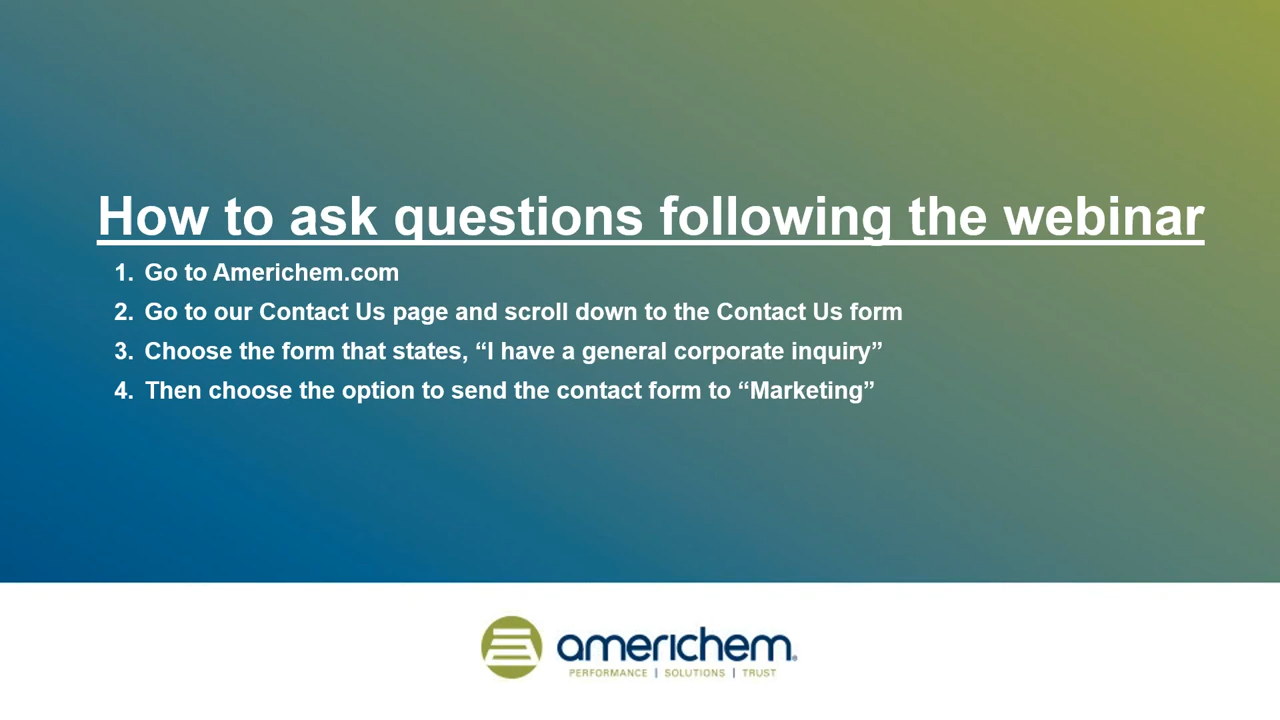 How to ask questions following the webinar
1. Go to Americhem.com
2. Go to our Contact Us page and scroll down to the Contact Us form
3. Choose the form that states, “I have a general corporate inquiry”
4. Then choose the option to send the contact form to “Marketing”
americhem®
PERFORMANCE | SOLUTIONS | TRUST